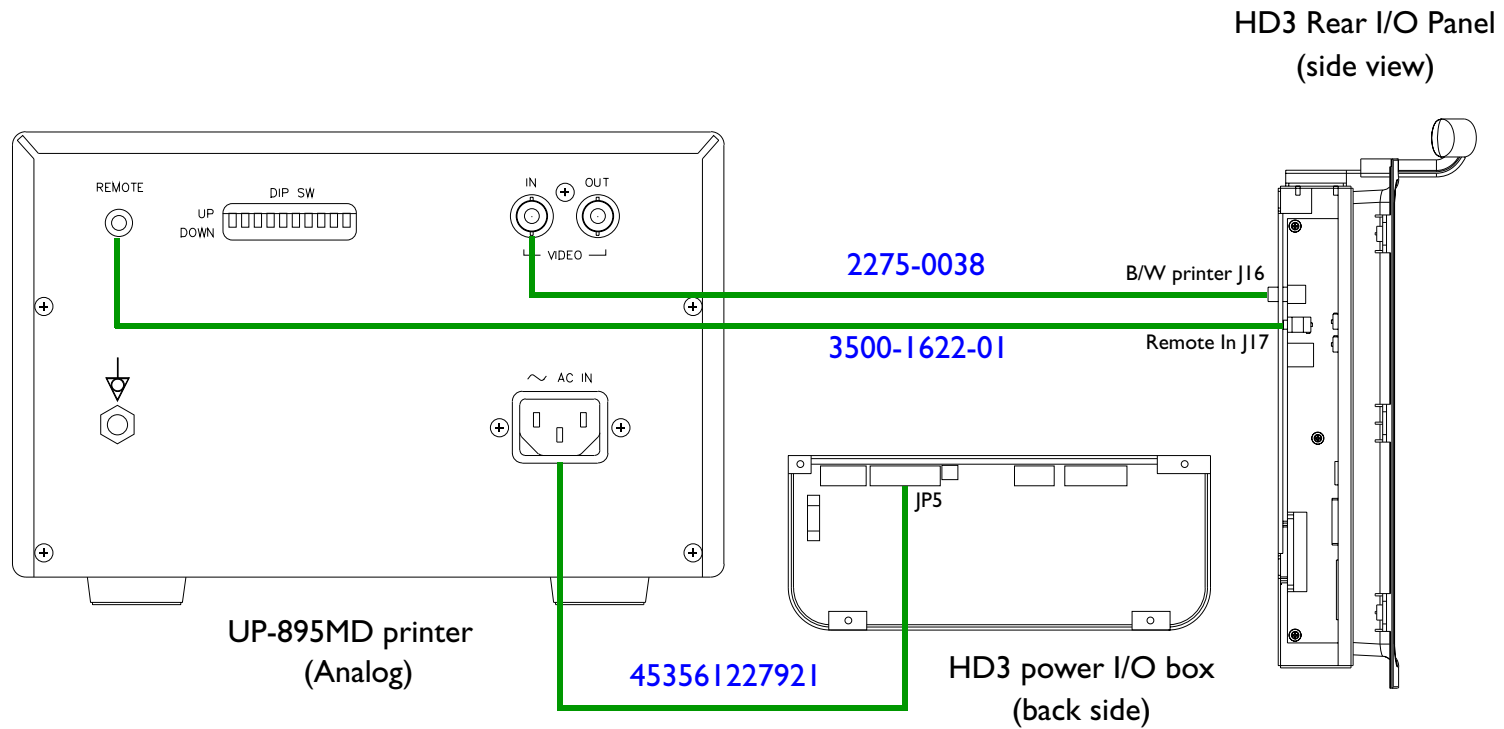 HD3 Rear I/O Panel
(side view)
REMOTE
DIP SW
UP
DOWN
IN
OUT
VIDEO
2275-0038
B/W printer J16
3500-1622-01
Remote In J17
AC IN
JP5
UP-895MD printer
(Analog)
453561227921
HD3 power I/O box
(back side)